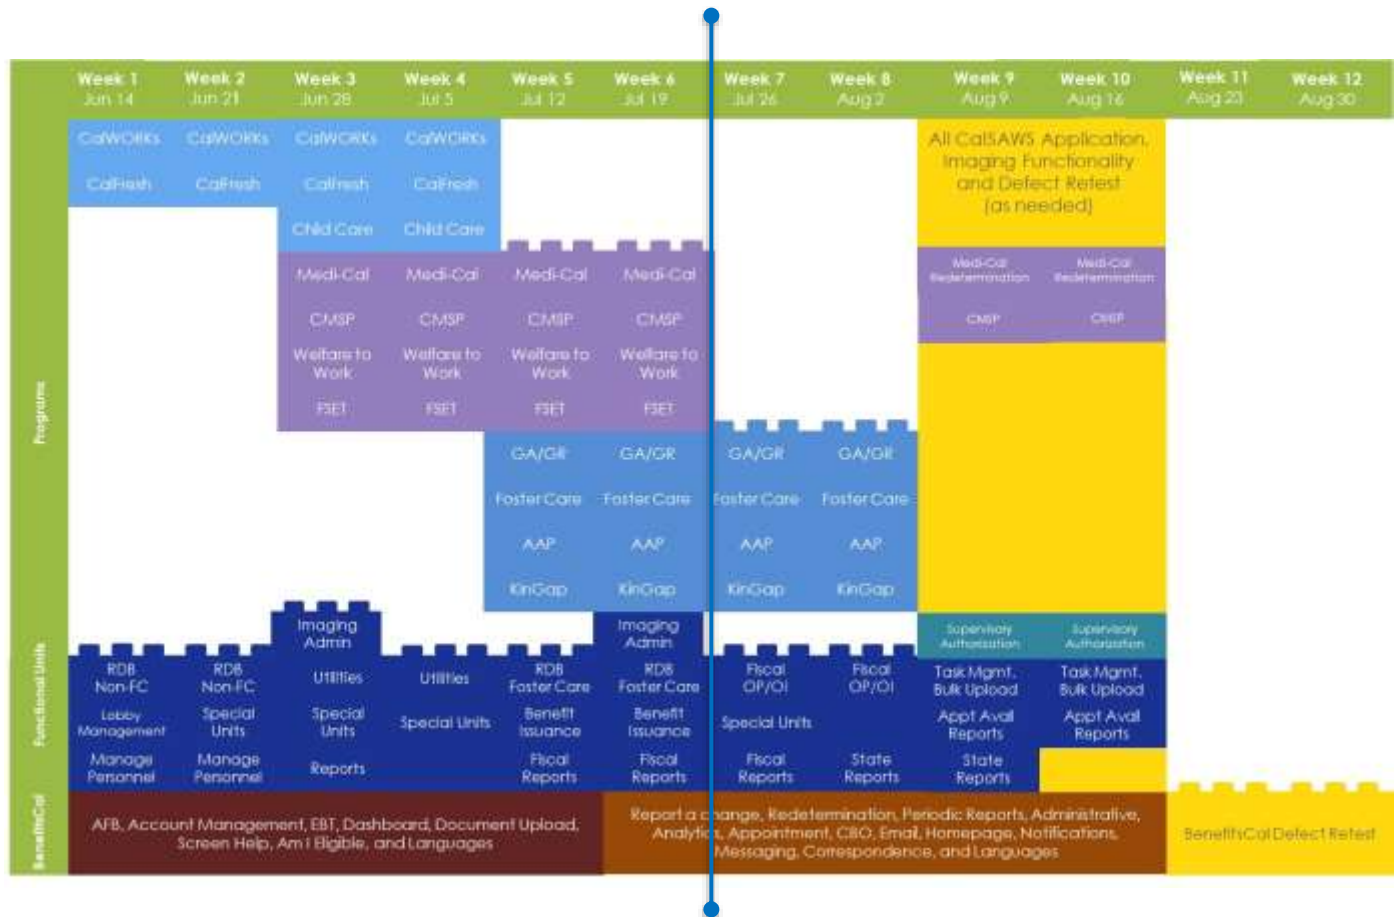 Week 1 Week 2 Week 3 Week 4 Week 5 Week 6 Week 7 Week 8 Week 9 Week 10 Week 11 Week 12
Jun 14 Jun 21 Jun 28 Jul 5 Jul 12 Jul 19 Jul 26 Aug 2 Aug 9 Aug 16 Aug 23 Aug 30
Programs
CalWORKs CalWORKs CalWORKs CalWORKs
CalFresh CalFresh CalFresh CalFresh
Child Care Child Care
All CalSAWS Application,
Imaging Functionality
and Defect Retest
(as needed)
Medi-Cal Medi-Cal Medi-Cal Medi-Cal
CMSP CMSP CMSP CMSP
Welfare to Welfare to Welfare to Welfare to
Work Work Work Work
FSET FSET FSET FSET
Medi-Cal Medi-Cal
Redetermination Redetermination
CMSP CMSP
GA/GR GA/GR GA/GR GA/GR
Foster Care Foster Care Foster Care Foster Care
AAP AAP AAP AAP
KinGap KinGap KinGap KinGap
Functional Units
Imaging Imaging
Admin Admin
Supervisory Supervisory
Authorization Authorization
RDB RDB Utilities Utilities RDB RDB Fiscal Fiscal Task Mgmt. Task Mgmt.
Non-FC Non-FC Foster Care Foster Care OP/OI OP/OI Bulk Upload Bulk Upload
Lobby Special Special Special Units Benefit Benefit Special Units Appt Avail Appt Avail
Management Units Units Issuance Issuance Reports Reports
Manage Manage Reports Fiscal Fiscal Fiscal State State
Personnel Personnel Reports Reports Reports Reports Reports
BenefitsCal
AFB, Account Management, EBT, Dashboard, Document Upload,
Screen Help, Am I Eligible, and Languages
Report a change, Redetermination, Periodic Reports, Administrative,
Analytics, Appointment, CBO, Email, Homepage, Notifications,
Messaging, Correspondence, and Languages
BenefitsCal Defect Retest